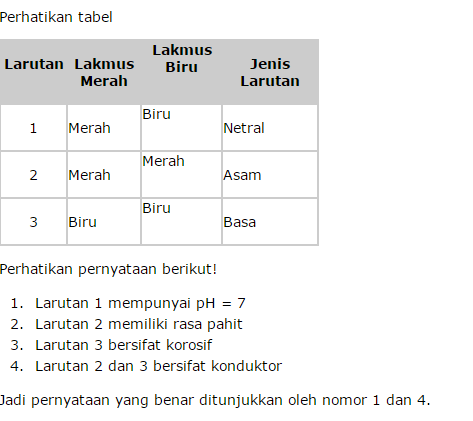 Perhatikan tabel
Larutan Lakmus Merah Lakmus Biru Jenis Larutan
1 Merah Biru Netral
2 Merah Merah Asam
3 Biru Biru Basa
Perhatikan pernyataan berikut!
1. Larutan 1 mempunyai pH = 7
2. Larutan 2 memiliki rasa pahit
3. Larutan 3 bersifat korosif
4. Larutan 2 dan 3 bersifat konduktor
Jadi pernyataan yang benar ditunjukkan oleh nomor 1 dan 4.